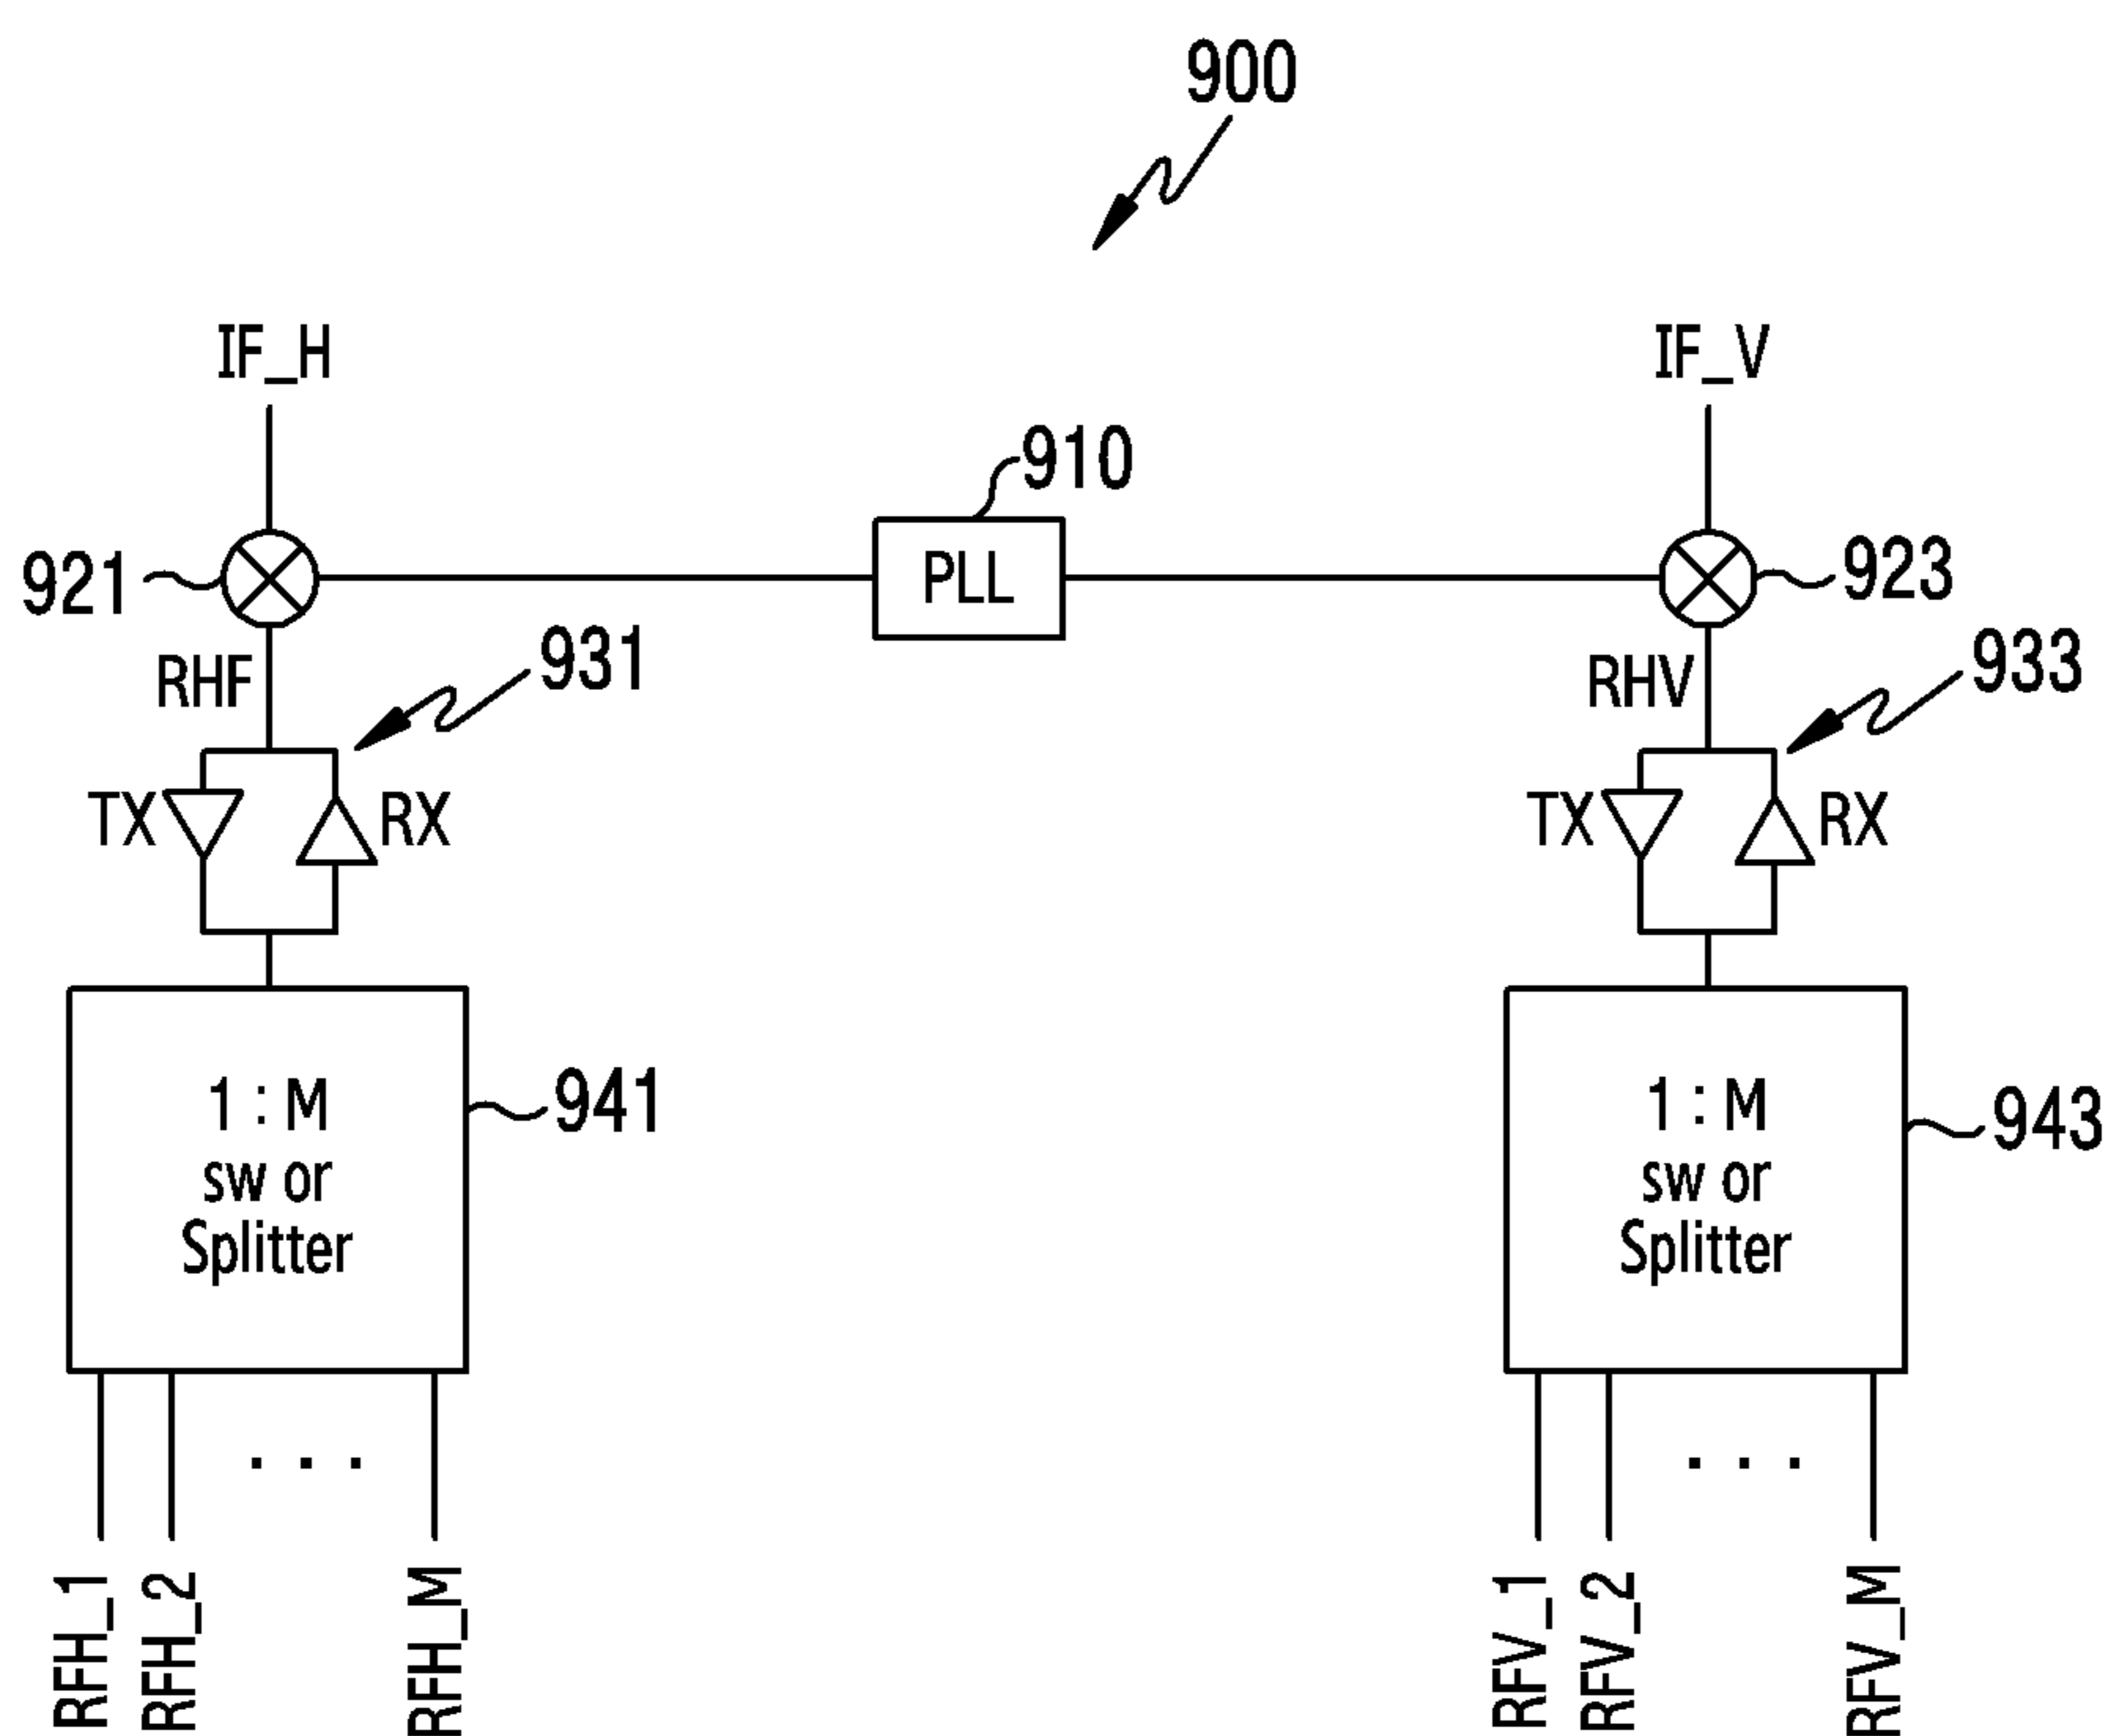 900
IF_H
IF_V
910
921
PLL
923
RHF
931
RHV
933
TX
RX
TX
RX
1 : M
sw or
Splitter
941
1 : M
sw or
Splitter
943
RFH_1
RFH_2
. . .
RFH_M
RFV_1
RFV_2
. . .
RFV_M